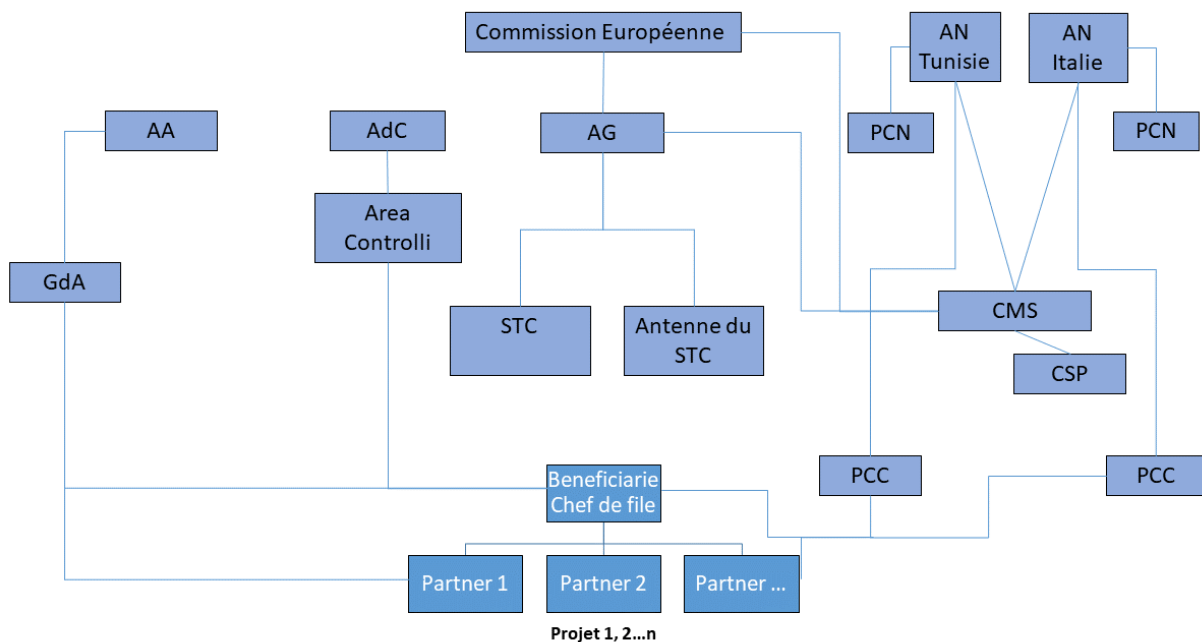 Commission Européenne
AN
Tunisie
AN
Italie
AA
AdC
AG
PCN
PCN
Area
Controlli
GdA
STC
Antenne du
STC
CMS
CSP
Beneficiarie
Chef de file
PCC
PCC
Partner 1
Partner 2
Partner ...
Projet 1, 2...n